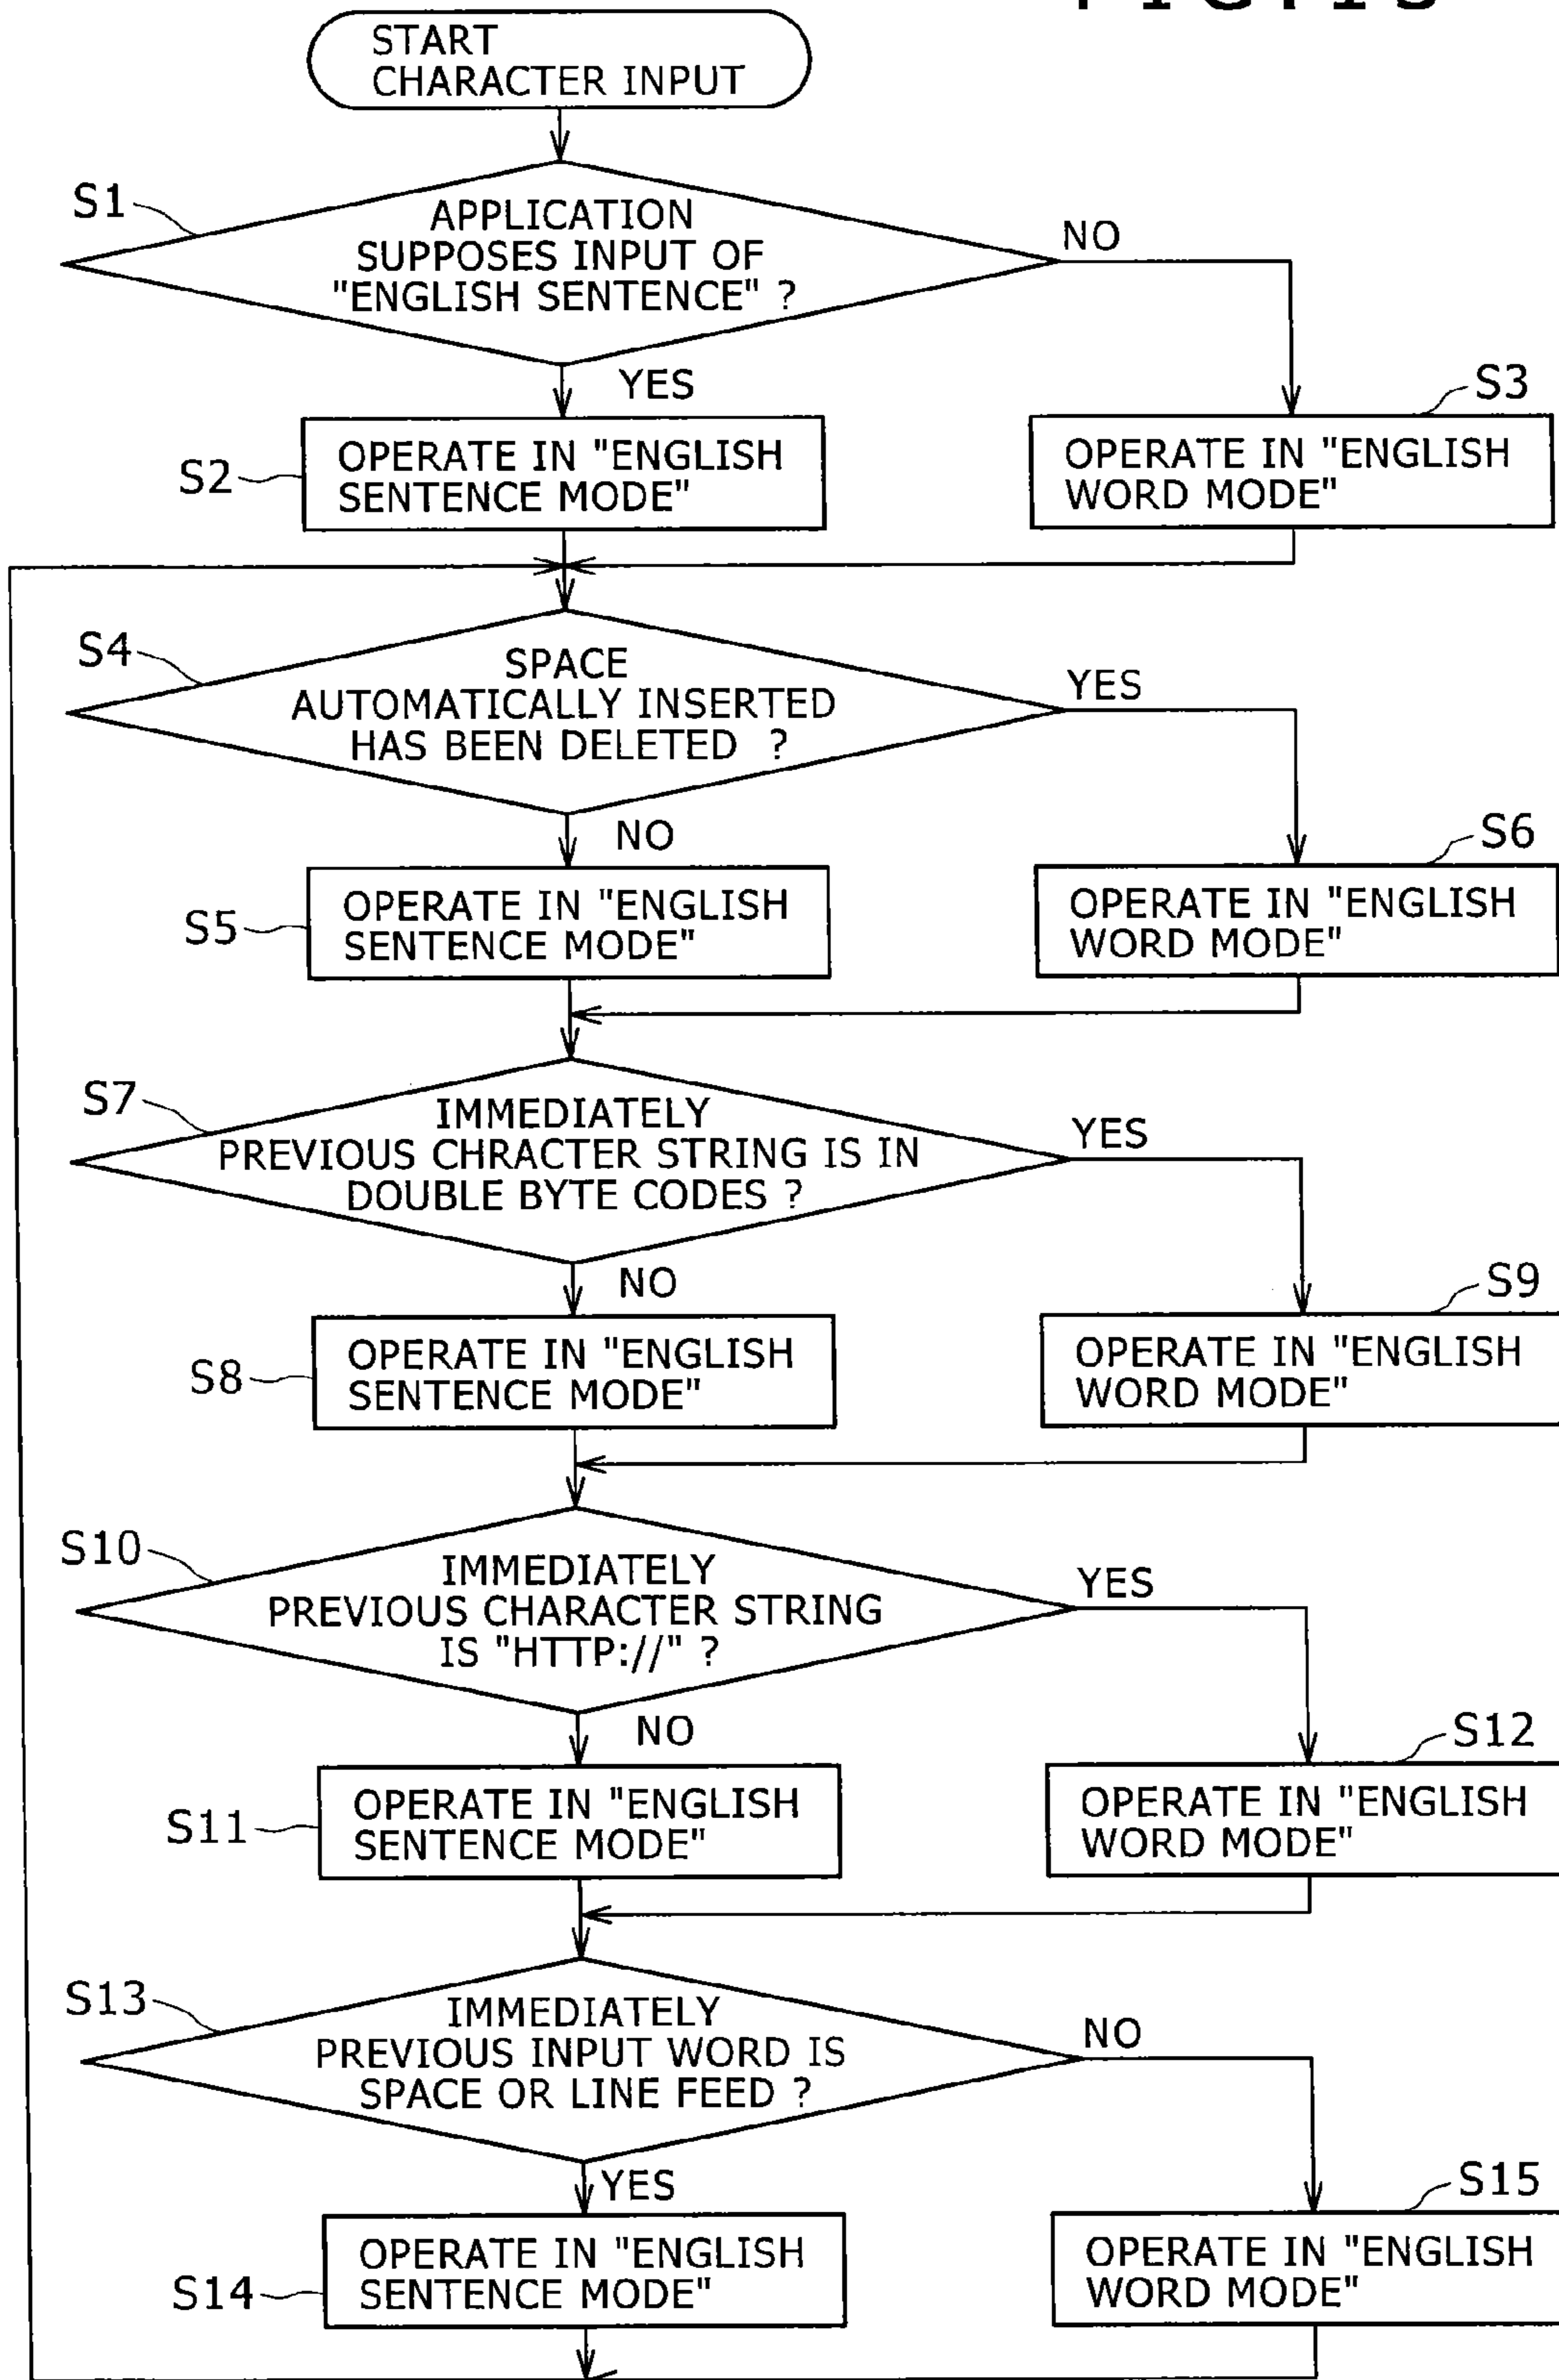 START
CHARACTER INPUT
S1
APPLICATION
SUPPOSES INPUT OF
"ENGLISH SENTENCE" ?
NO
YES
S3
S2
OPERATE IN "ENGLISH
SENTENCE MODE"
OPERATE IN "ENGLISH
WORD MODE"
S4
SPACE
AUTOMATICALLY INSERTED
HAS BEEN DELETED ?
YES
NO
S6
S5
OPERATE IN "ENGLISH
SENTENCE MODE"
OPERATE IN "ENGLISH
WORD MODE"
S7
IMMEDIATELY
PREVIOUS CHRACTER STRING IS IN
DOUBLE BYTE CODES ?
YES
NO
S9
S8
OPERATE IN "ENGLISH
SENTENCE MODE"
OPERATE IN "ENGLISH
WORD MODE"
S10
IMMEDIATELY
PREVIOUS CHARACTER STRING
IS "HTTP://" ?
YES
NO
S12
S11
OPERATE IN "ENGLISH
SENTENCE MODE"
OPERATE IN "ENGLISH
WORD MODE"
S13
IMMEDIATELY
PREVIOUS INPUT WORD IS
SPACE OR LINE FEED ?
NO
YES
S15
S14
OPERATE IN "ENGLISH
SENTENCE MODE"
OPERATE IN "ENGLISH
WORD MODE"